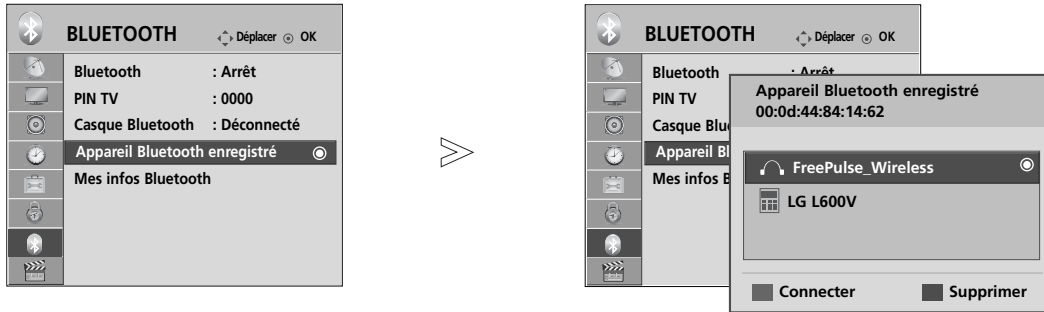 BLUETOOTH Déplacer OK
Bluetooth : Arrêt
PIN TV : 0000
Casque Bluetooth : Déconnecté
Appareil Bluetooth enregistré
Mes infos Bluetooth
BLUETOOTH Déplacer OK
Bluetooth : Arrêt
PIN TV
Casque Blue
Appareil Bl
Mes infos B
Appareil Bluetooth enregistré
00:0d:44:84:14:62
FreePulse_Wireless
LG L600V
Connecter Supprimer